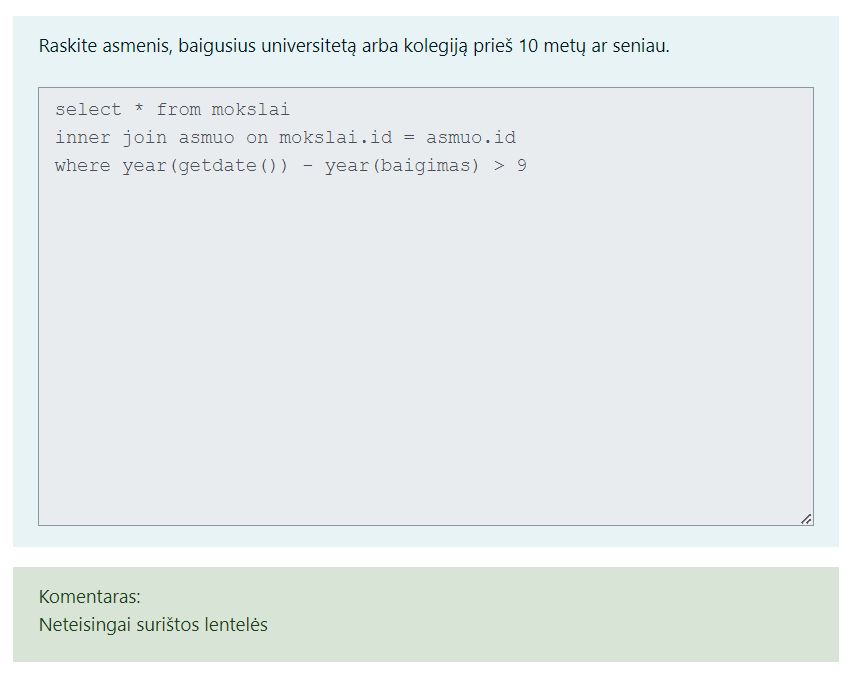 Raskite asmenis, baigusius universitetą arba kolegiją prieš 10 metų ar seniau.
select * from mokslai
inner join asmuo on mokslai.id = asmuo.id
where year(getdate()) - year(baigimas) > 9
Komentaras:
Neteisingai surištos lentelės